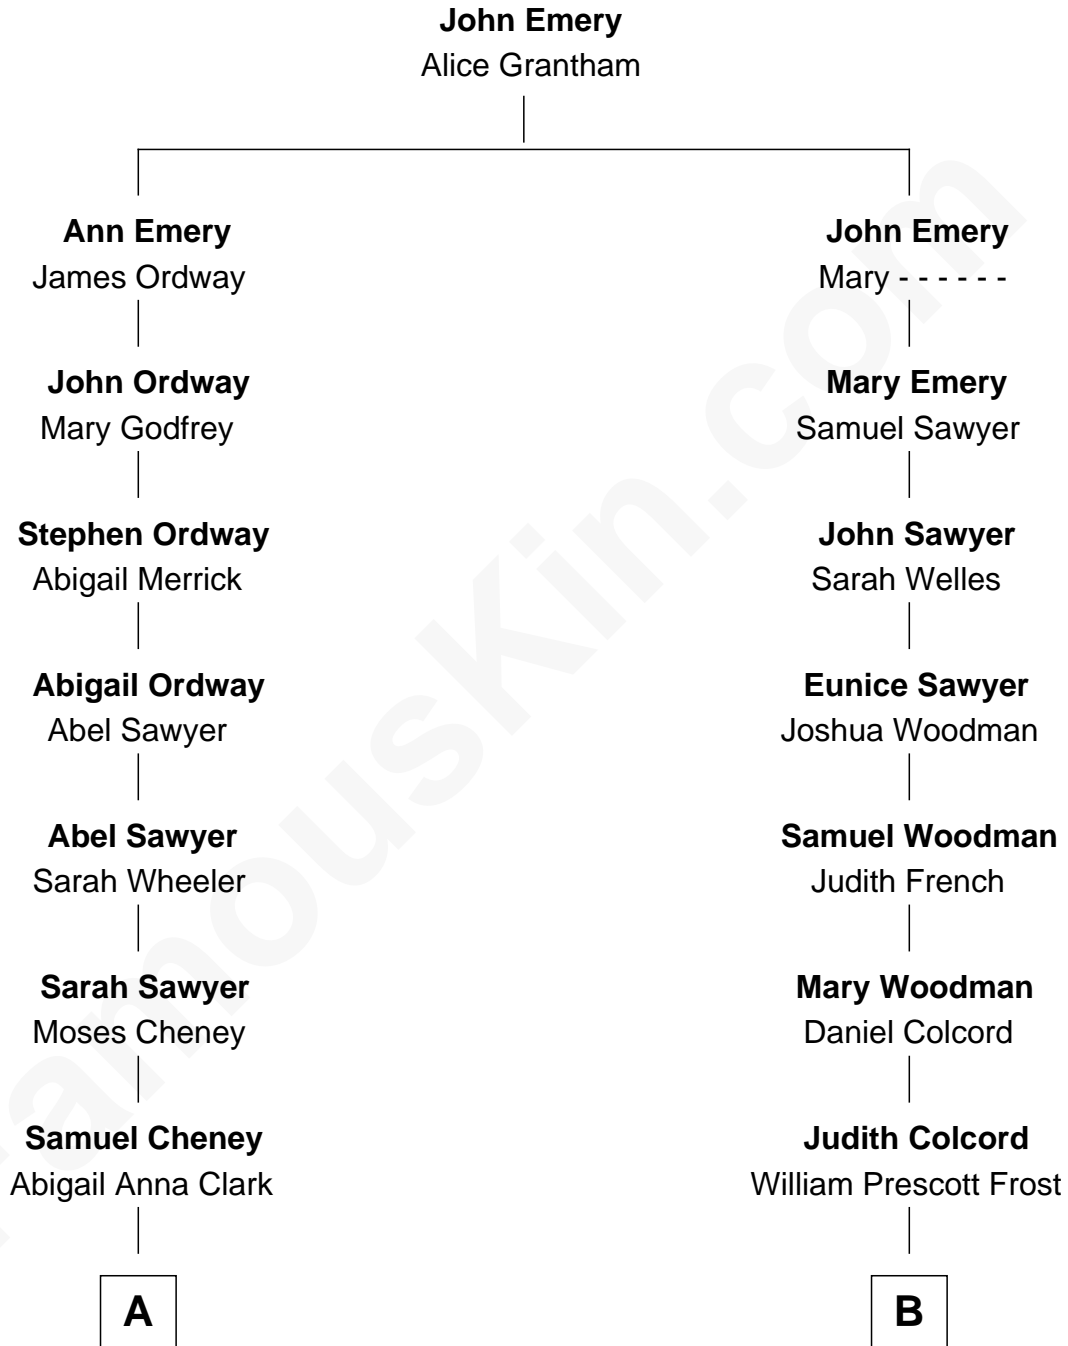 John Emery
Alice Grantham
Ann Emery
James Ordway
John Emery
Mary - - - - - -
John Ordway
Mary Godfrey
Mary Emery
Samuel Sawyer
Stephen Ordway
Abigail Merrick
John Sawyer
Sarah Welles
Abigail Ordway
Abel Sawyer
Eunice Sawyer
Joshua Woodman
Abel Sawyer
Sarah Wheeler
Samuel Woodman
Judith French
Sarah Sawyer
Moses Cheney
Mary Woodman
Daniel Colcord
Samuel Cheney
Abigail Anna Clark
Judith Colcord
William Prescott Frost
A
B
FamousKin.com